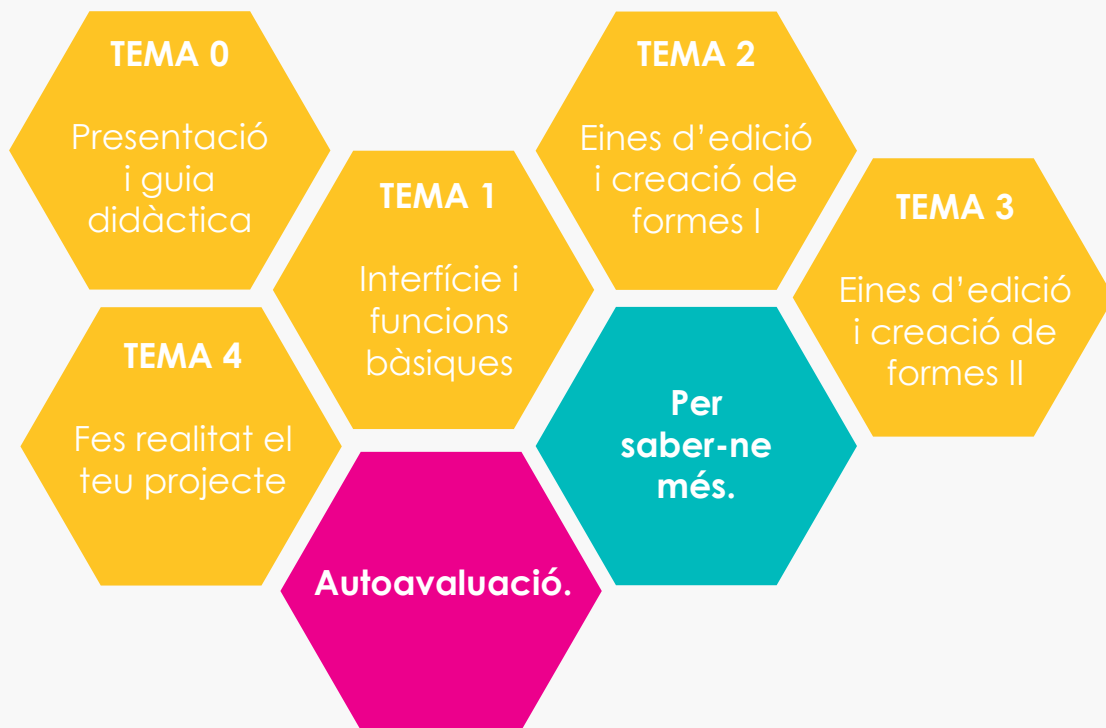 TEMA 0
Presentació
i guia
didàctica
TEMA 1
Interfície i
funcions
bàsiques
TEMA 2
Eines d’edició
i creació de
formes I
TEMA 3
Eines d’edició
i creació de
formes II
TEMA 4
Fes realitat el
teu projecte
Per
saber-ne
més.
Autoavaluació.